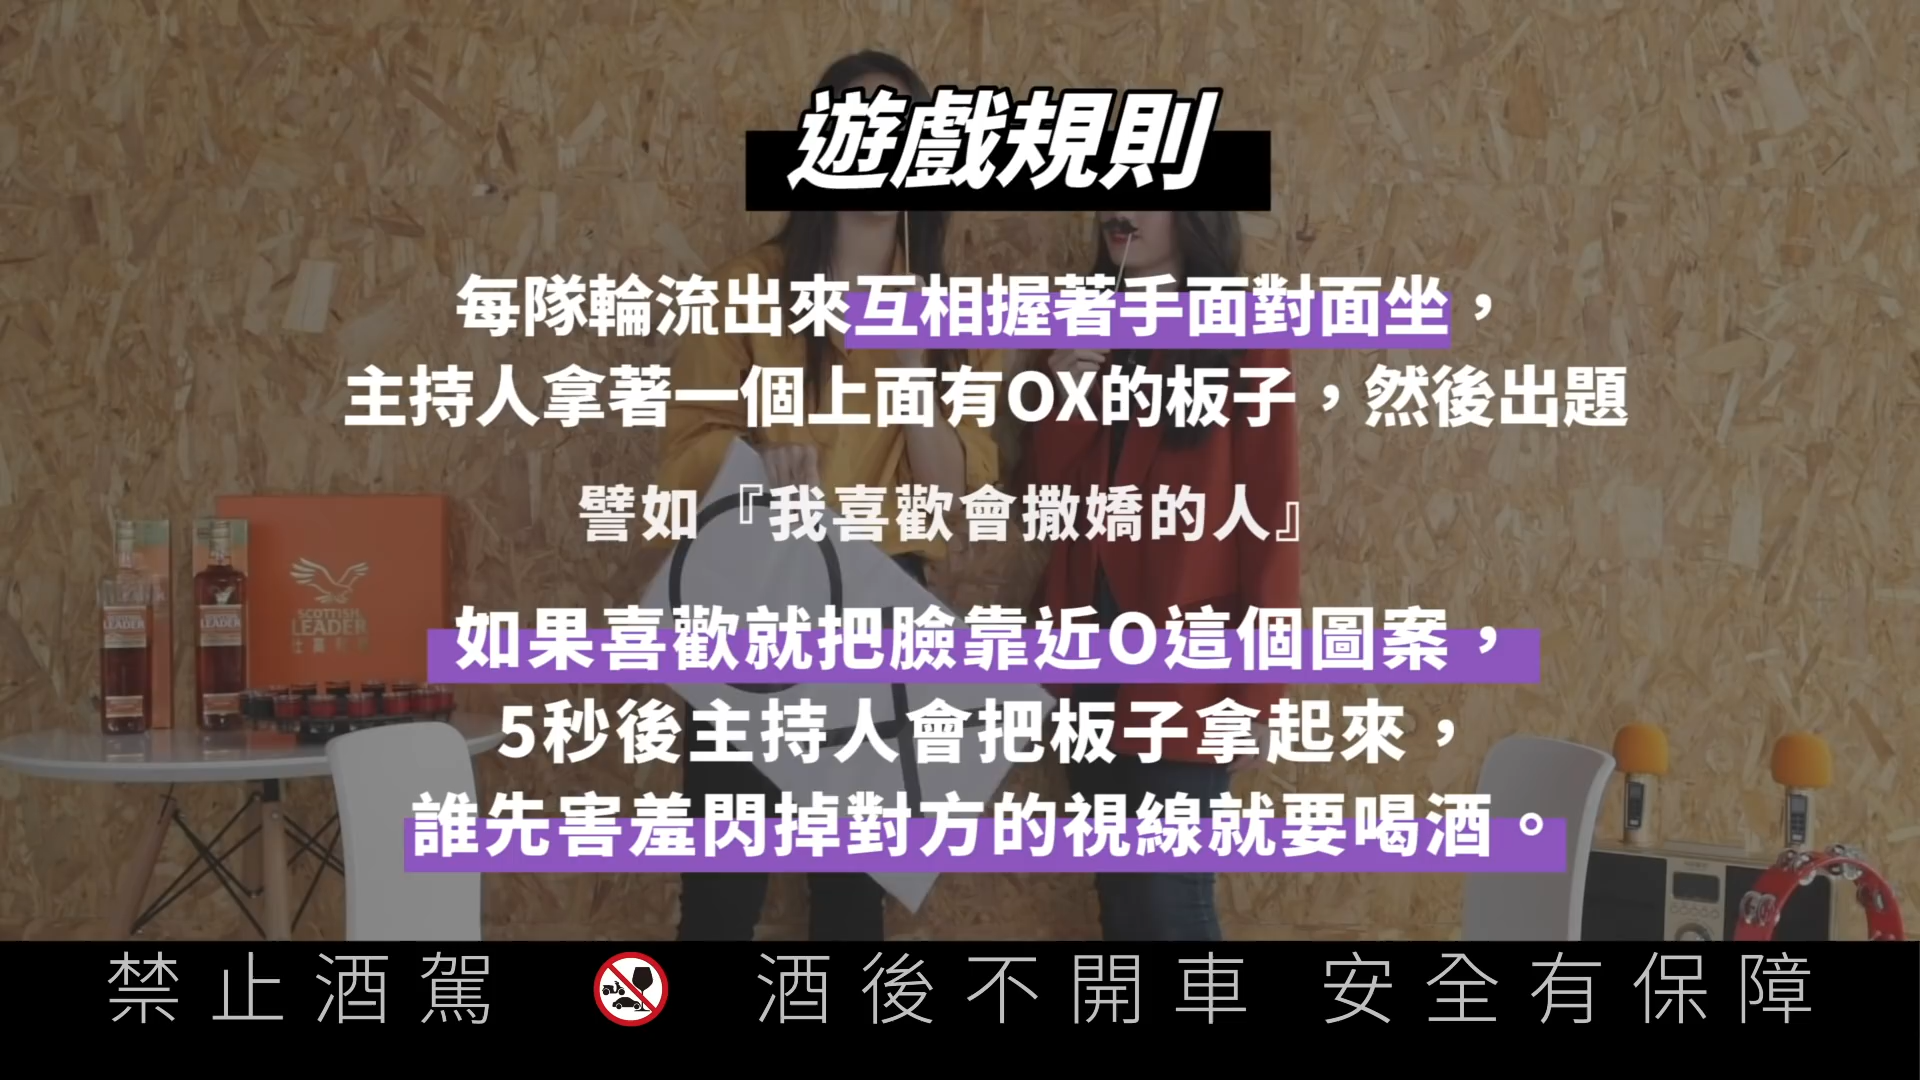 遊戲規則
每隊輪流出來互相握著手面對面坐，
主持人拿著一個上面有OX的板子，然後出題
譬如『我喜歡會撒嬌的人』
SCOTTISH
LEADER
LEADER
LEADER
如果喜歡就把臉靠近O這個圖案，
5秒後主持人會把板子拿起來，
誰先害羞閃掉對方的視線就要喝酒。
禁止酒駕 酒後不開車 安全有保障